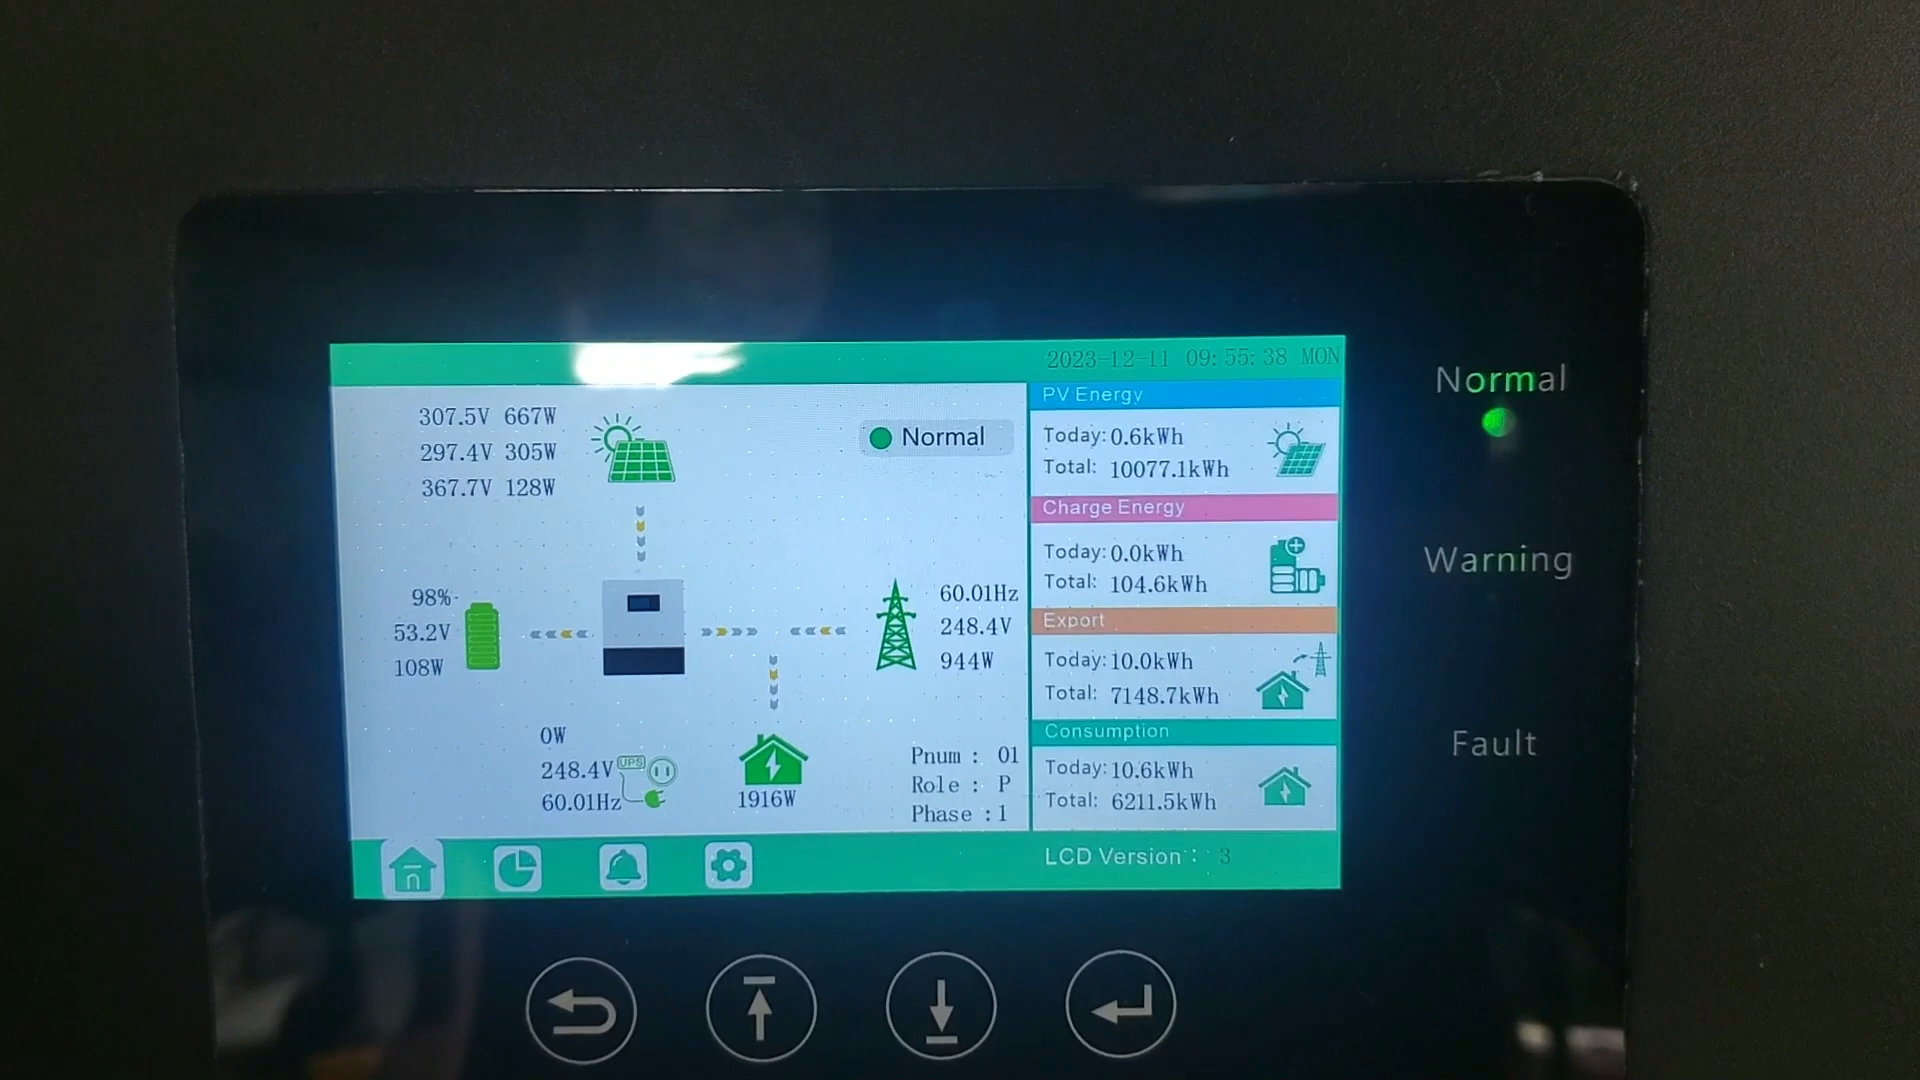 2023-12-11 09:55:38 MON
307.5V 667W
297.4V 305W
367.7V 128W
Normal
98%
53.2V
108W
60.01Hz
248.4V
944W
0W
248.4V
60.01Hz
UPS
1916W
Pnum : 01
Role : P
Phase :1
PV Energy
Today:0.6kWh
Total: 10077.1kWh
Charge Energy
Today:0.0kWh
Total: 104.6kWh
Export
Today:10.0kWh
Total: 7148.7kWh
Consumption
Today:10.6kWh
Total: 6211.5kWh
LCD Version : 3
Normal
Warning
Fault